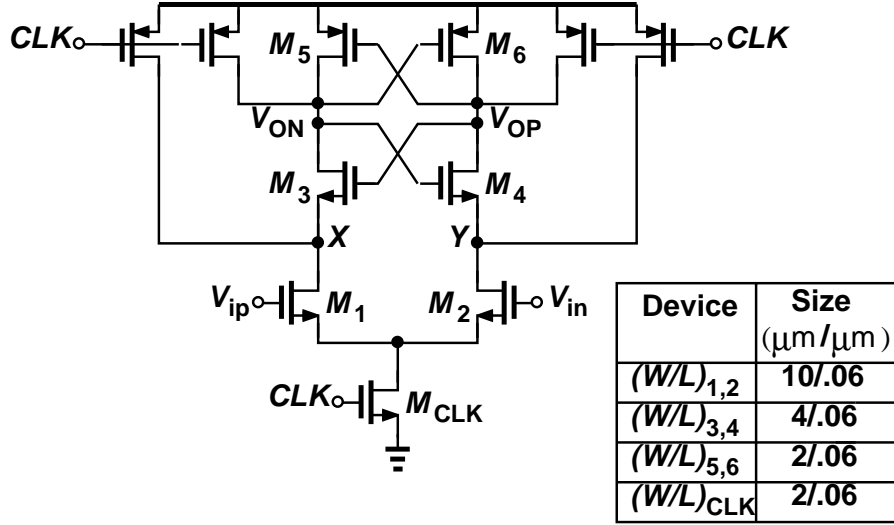 CLK
CLK
M5 M6
VON VOP
M3 M4
X Y
Vip M1 M2 Vin
CLK MCLK
Device Size (μm/μm)
(W/L)1,2 10/.06
(W/L)3,4 4/.06
(W/L)5,6 2/.06
(W/L)CLK 2/.06